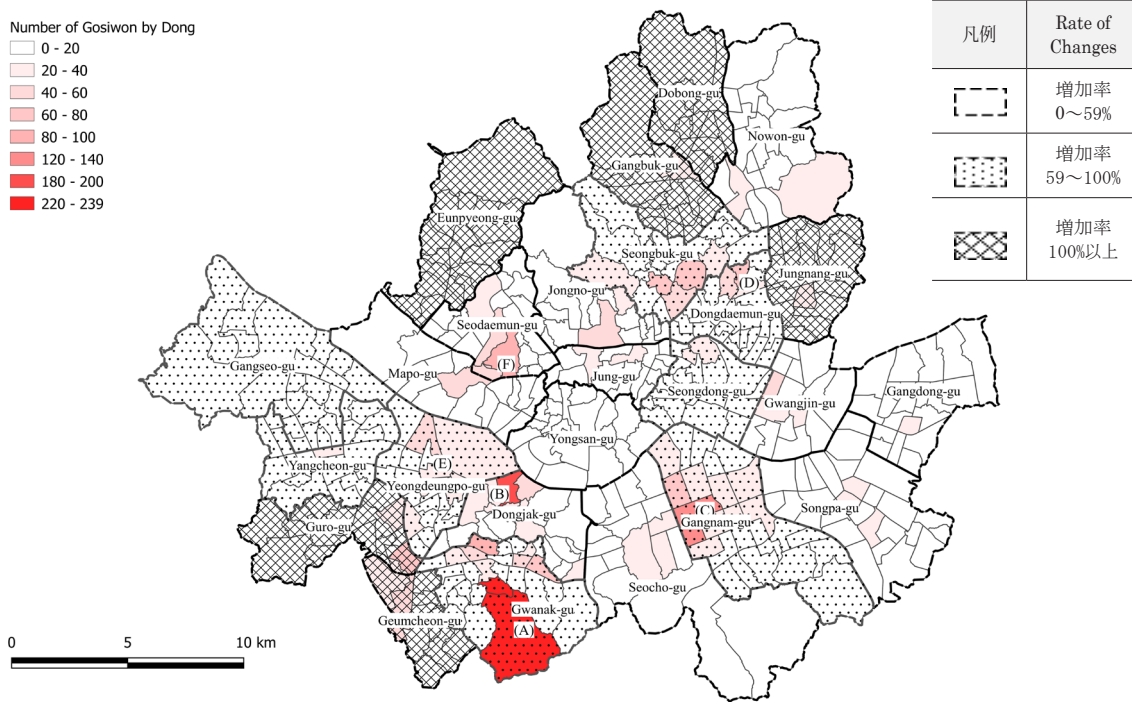 Number of Gosiwon by Dong
0 - 20
20 - 40
40 - 60
60 - 80
80 - 100
120 - 140
180 - 200
220 - 239
凡例
Rate of
Changes
増加率
0～59%
増加率
59～100%
増加率
100%以上
Dobong-gu
Nowon-gu
Gangbuk-gu
Eunpyeong-gu
Seongbuk-gu
Jungnang-gu
(D)
Jongno-gu
Dongdaemun-gu
Seodaemun-gu
(F)
Gangseo-gu
Mapo-gu
Jung-gu
Seongdong-gu
Gwangjin-gu
Gangdong-gu
Yongsan-gu
Yangcheon-gu
(E)
Yeongdeungpo-gu
(B)
Dongjak-gu
(C)
Gangnam-gu
Songpa-gu
Guro-gu
Seocho-gu
Geumcheon-gu
Gwanak-gu
(A)
0 5 10 km